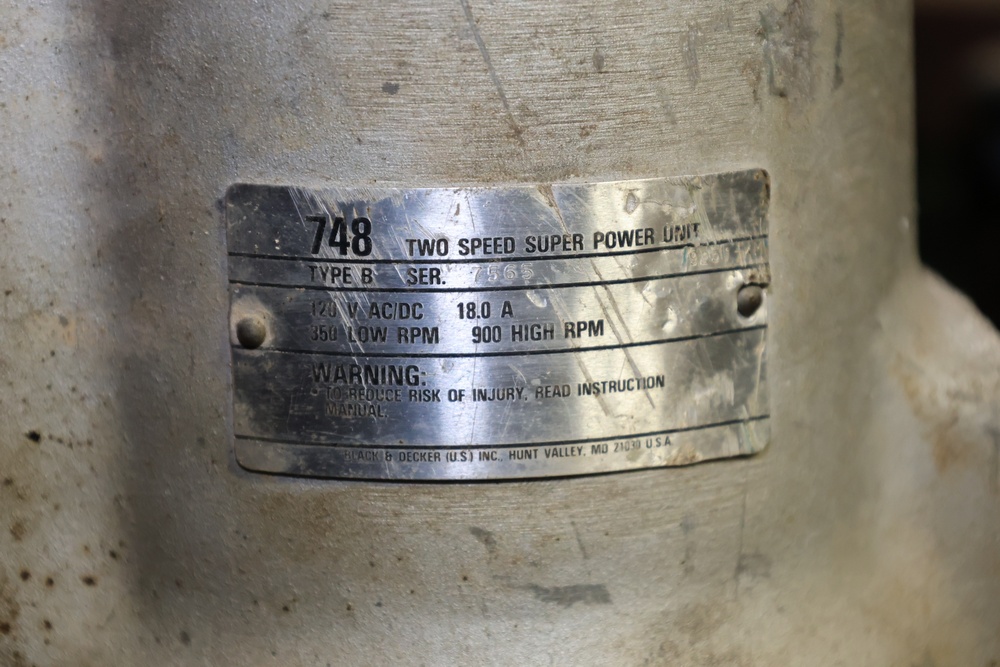 748 TWO SPEED SUPER POWER UNIT
TYPE B SER. 7565
120 V AC/DC 18.0 A
350 LOW RPM 900 HIGH RPM
WARNING:
TO REDUCE RISK OF INJURY, READ INSTRUCTION
MANUAL.
BLACK & DECKER (U.S.) INC., HUNT VALLEY, MD 21030 U.S.A.